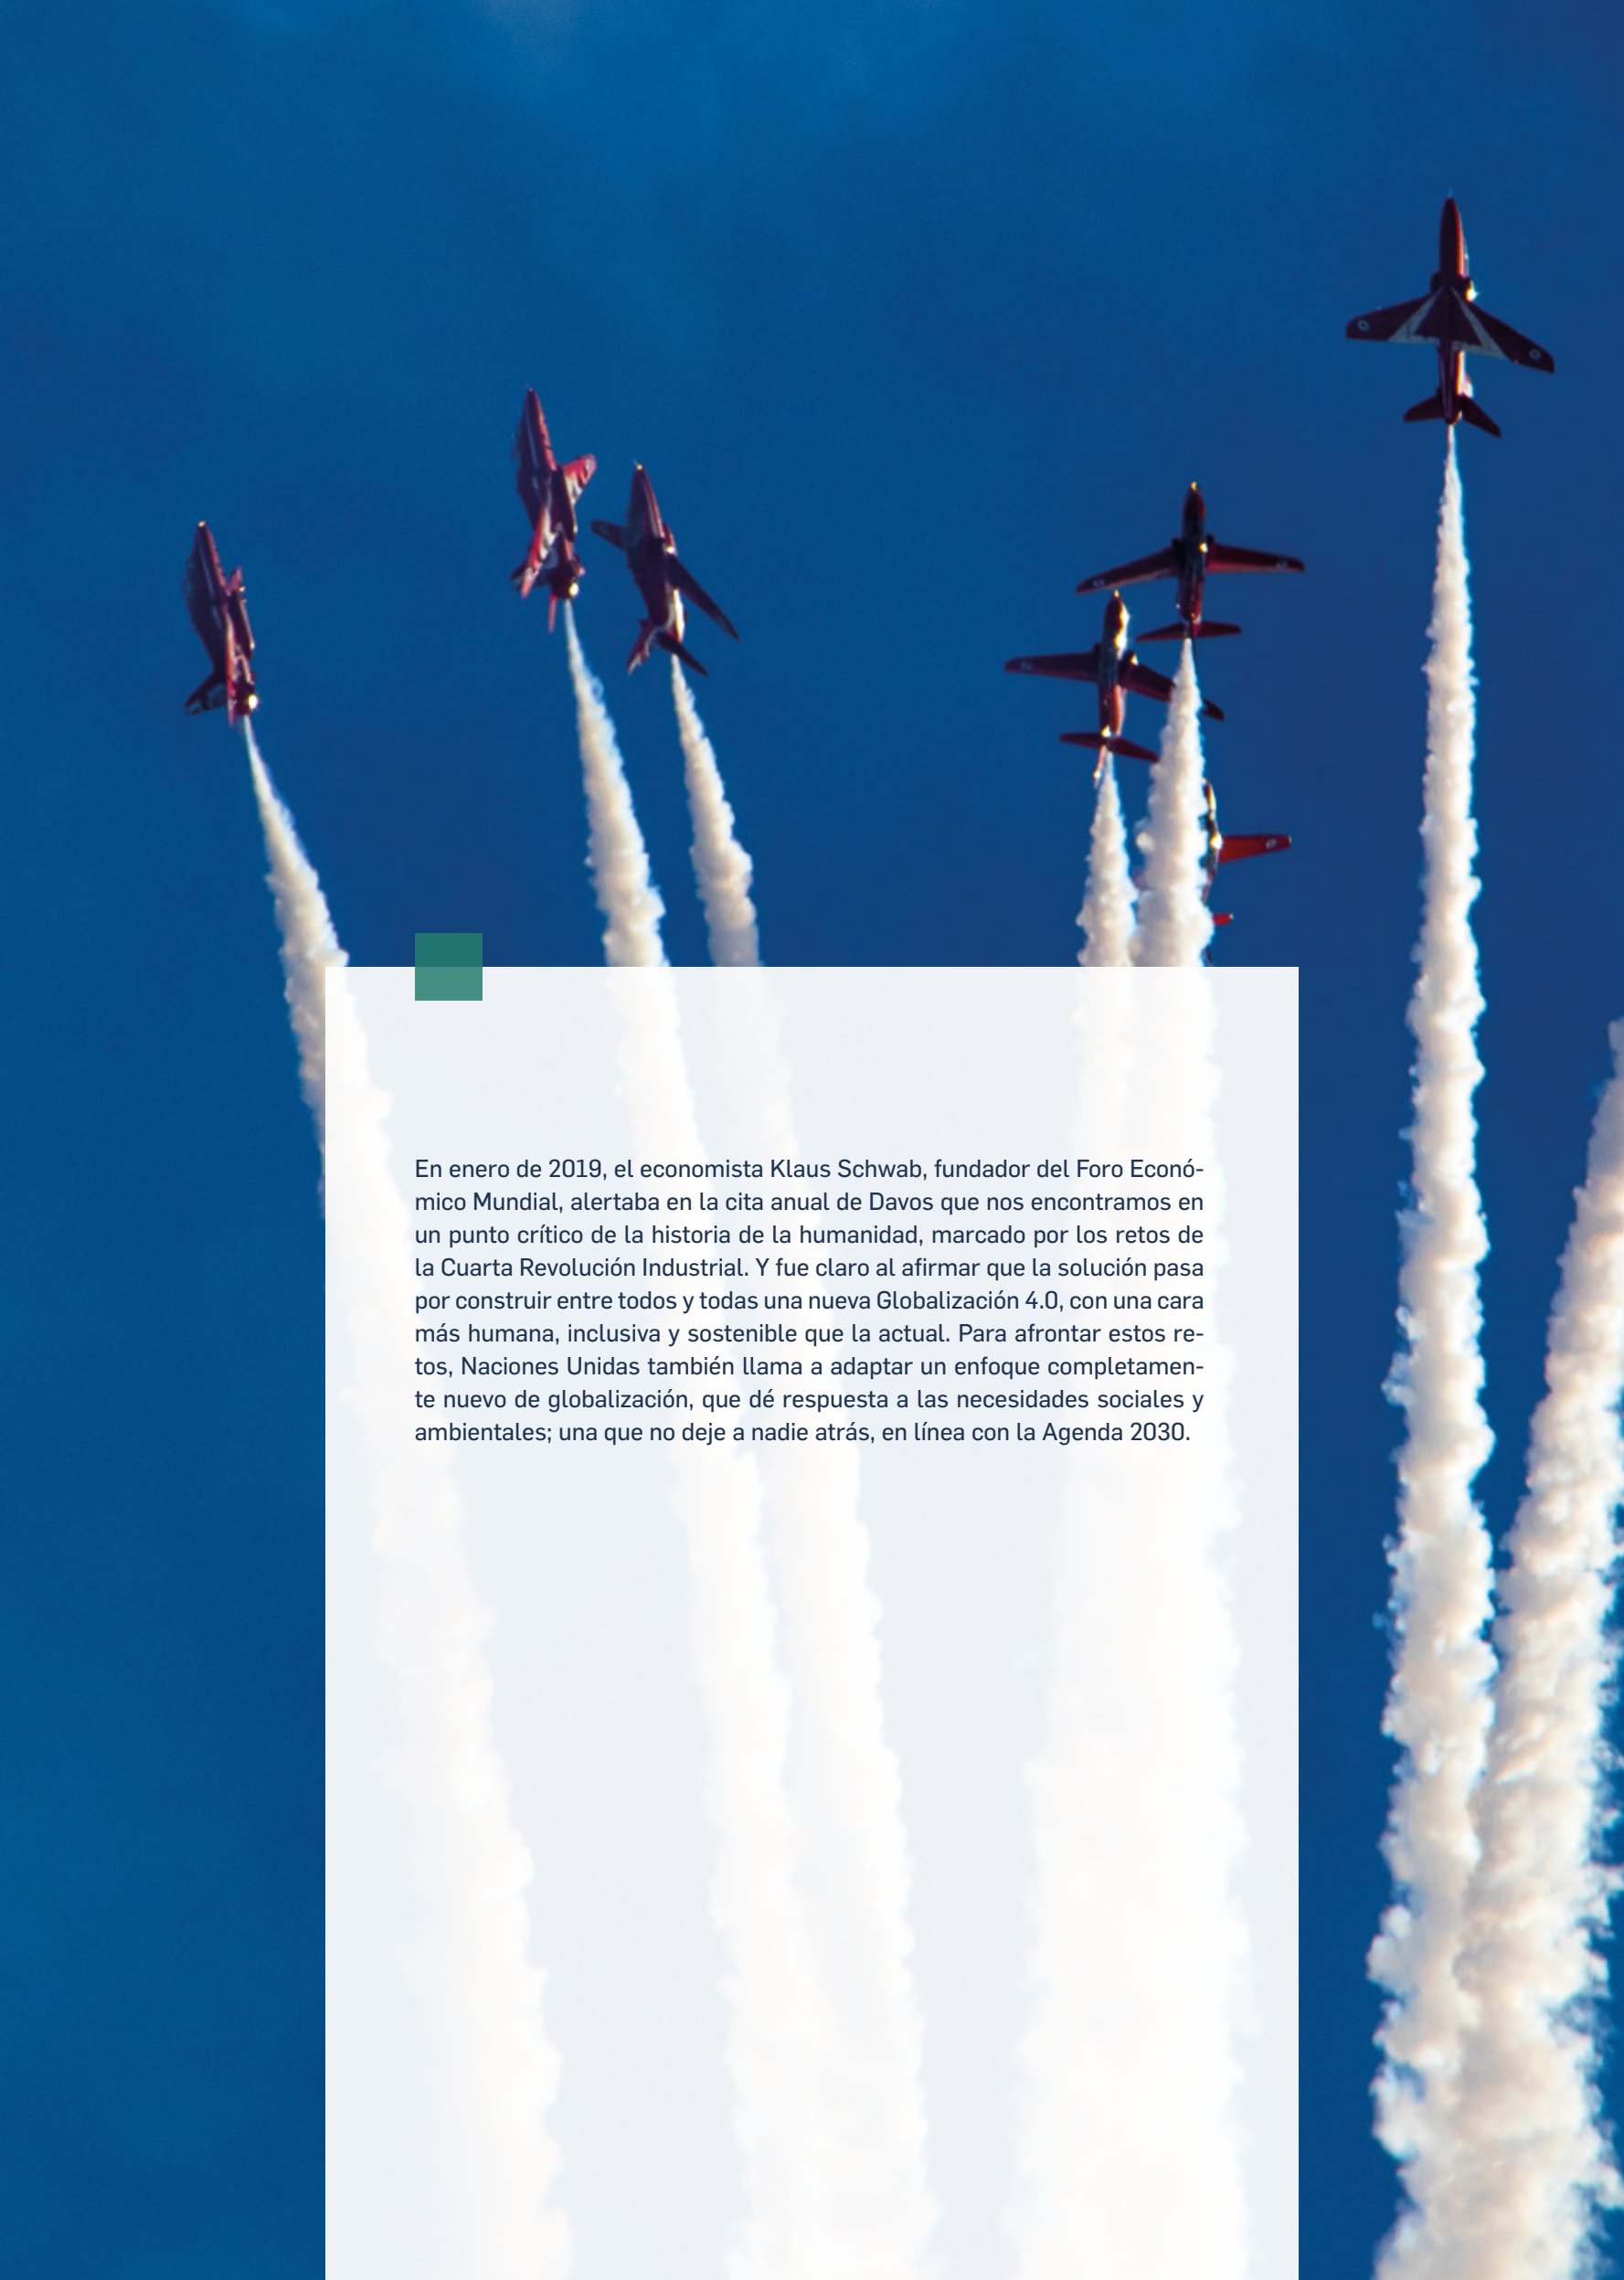 En enero de 2019, el economista Klaus Schwab, fundador del Foro Econó-
mico Mundial, alertaba en la cita anual de Davos que nos encontramos en
un punto crítico de la historia de la humanidad, marcado por los retos de
la Cuarta Revolución Industrial. Y fue claro al afirmar que la solución pasa
por construir entre todos y todas una nueva Globalización 4.0, con una cara
más humana, inclusiva y sostenible que la actual. Para afrontar estos re-
tos, Naciones Unidas también llama a adaptar un enfoque completamen-
te nuevo de globalización, que dé respuesta a las necesidades sociales y
ambientales; una que no deje a nadie atrás, en línea con la Agenda 2030.